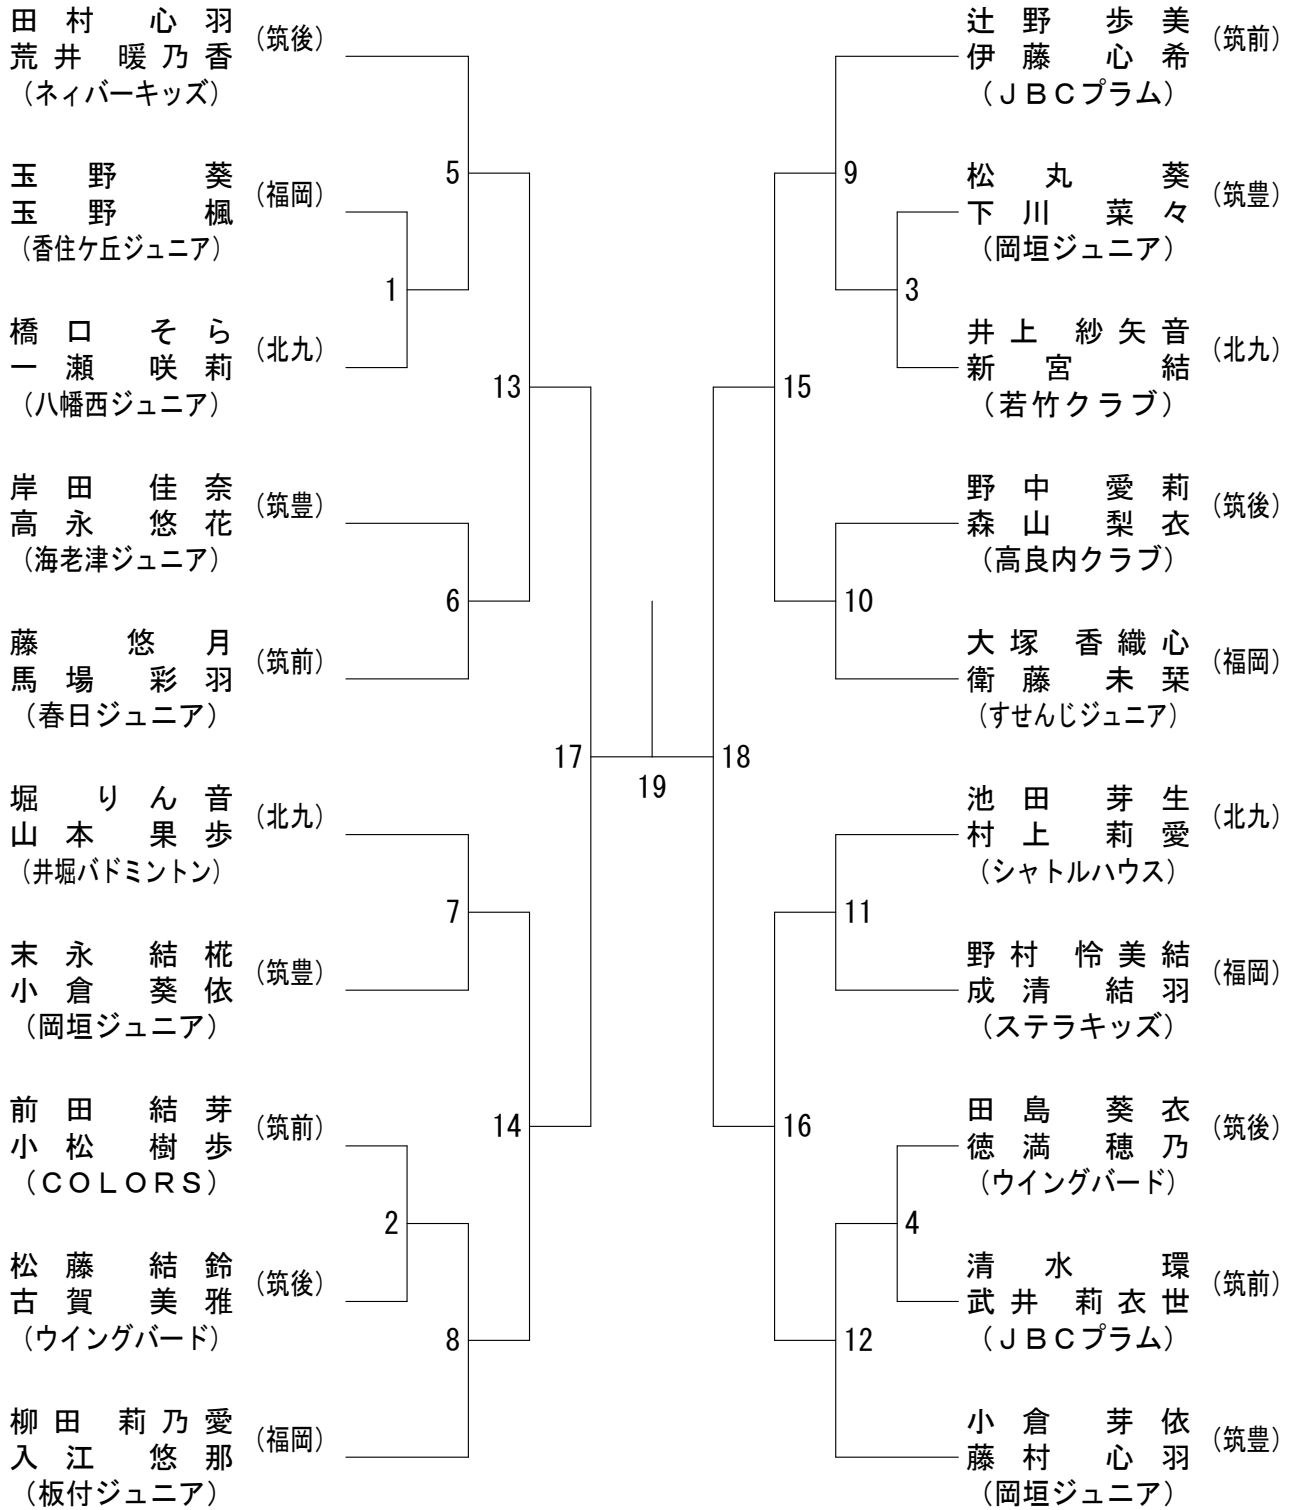 田村 心羽
荒井 暖乃香
(筑後)
(ネィバーキッズ)
玉野 葵
玉野 楓
(福岡)
(香住ケ丘ジュニア)
橋口 そら
一瀬 咲莉
(北九)
(八幡西ジュニア)
岸田 佳奈
高永 悠花
(筑豊)
(海老津ジュニア)
藤 悠月
馬場 彩羽
(筑前)
(春日ジュニア)
堀 りん音
山本 果歩
(北九)
(井堀バドミントン)
末永 結椛
小倉 葵依
(筑豊)
(岡垣ジュニア)
前田 結芽
小松 樹歩
(筑前)
(COLORS)
松藤 結鈴
古賀 美雅
(筑後)
(ウイングバード)
柳田 莉乃愛
入江 悠那
(福岡)
(板付ジュニア)
5
1
13
6
17
7
14
2
8
19
9
3
15
10
18
11
16
4
12
辻野 歩美
伊藤 心希
(筑前)
(JBCプラム)
松丸 葵
下川 菜々
(筑豊)
(岡垣ジュニア)
井上 紗矢音
新宮 結
(北九)
(若竹クラブ)
野中 愛莉
森山 梨衣
(筑後)
(高良内クラブ)
大塚 香織心
衛藤 未栞
(福岡)
(すせんじジュニア)
池田 芽生
村上 莉愛
(北九)
(シャトルハウス)
野村 怜美結
成清 結羽
(福岡)
(ステラキッズ)
田島 葵衣
徳満 穂乃
(筑後)
(ウイングバード)
清水 環
武井 莉衣世
(筑前)
(JBCプラム)
小倉 芽依
藤村 心羽
(筑豊)
(岡垣ジュニア)